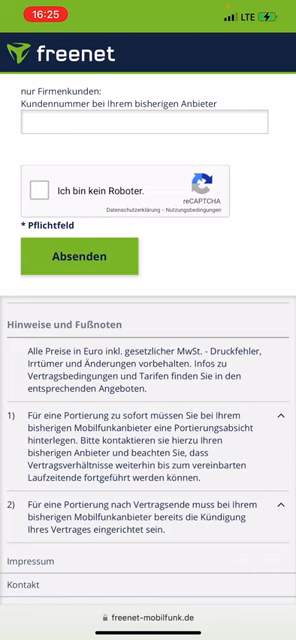 16:25
LTE
freenet
nur Firmenkunden:
Kundennummer bei Ihrem bisherigen Anbieter
Ich bin kein Roboter.
reCAPTCHA
Datenschutzerklärung - Nutzungsbedingungen
* Pflichtfeld
Absenden
Hinweise und Fußnoten
Alle Preise in Euro inkl. gesetzlicher MwSt. - Druckfehler,
Irrtümer und Änderungen vorbehalten. Infos zu
Vertragsbedingungen und Tarifen finden Sie in den
entsprechenden Angeboten.
1) Für eine Portierung zu sofort müssen Sie bei Ihrem
bisherigen Mobilfunkanbieter eine Portierungsabsicht
hinterlegen. Bitte kontaktieren sie hierzu Ihren
bisherigen Anbieter und beachten Sie, dass
Vertragsverhältnisse weiterhin bis zum vereinbarten
Laufzeitende fortgeführt werden können.
2) Für eine Portierung nach Vertragsende muss bei Ihrem
bisherigen Mobilfunkanbieter bereits die Kündigung
Ihres Vertrages eingerichtet sein.
Impressum
Kontakt
freenet-mobilfunk.de